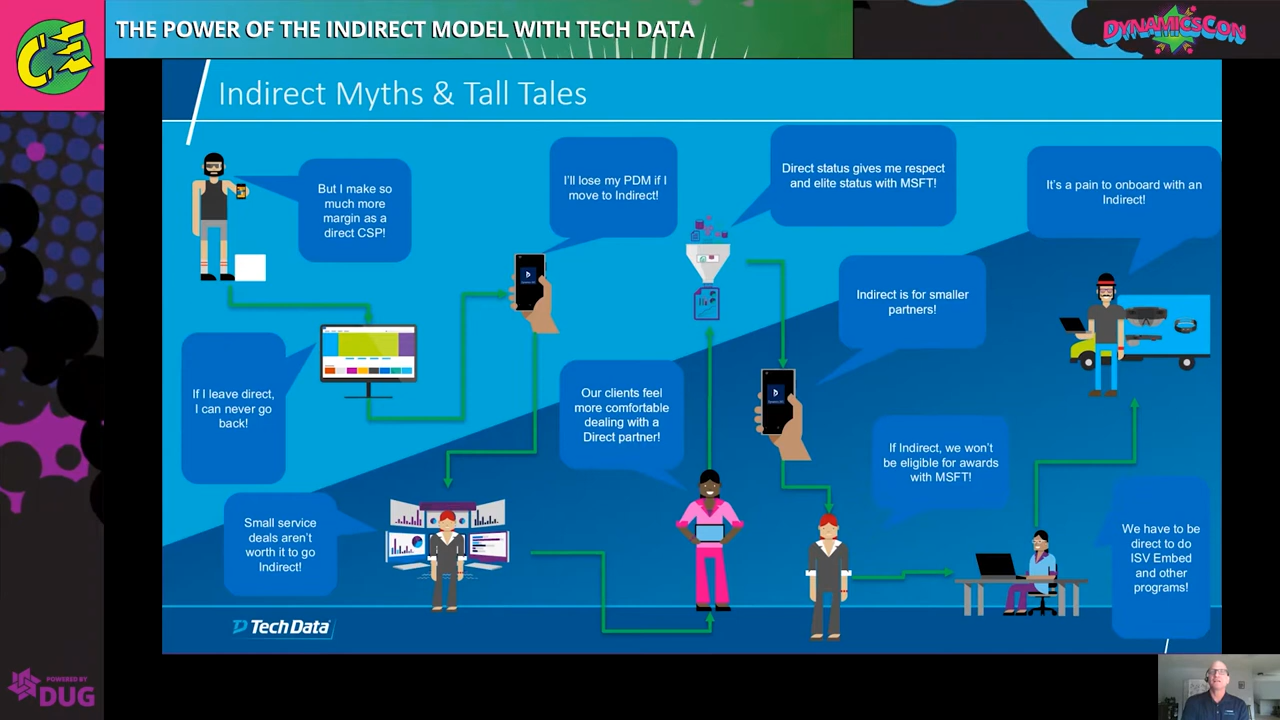 THE POWER OF THE INDIRECT MODEL WITH TECH DATA
CE
DYNAMICSCON
Indirect Myths & Tall Tales
But I make so
much more
margin as a
direct CSP!
I'll lose my PDM if I
move to Indirect!
Direct status gives me respect
and elite status with MSFT!
It's a pain to onboard with an
Indirect!
Indirect is for smaller
partners!
If I leave direct,
I can never go
back!
Our clients feel
more comfortable
dealing with a
Direct partner!
If Indirect, we won't
be eligible for awards
with MSFT!
Small service
deals aren't
worth it to go
Indirect!
We have to be
direct to do
ISV Embed
and other
programs!
Tech Data
POWERED BY
DUG